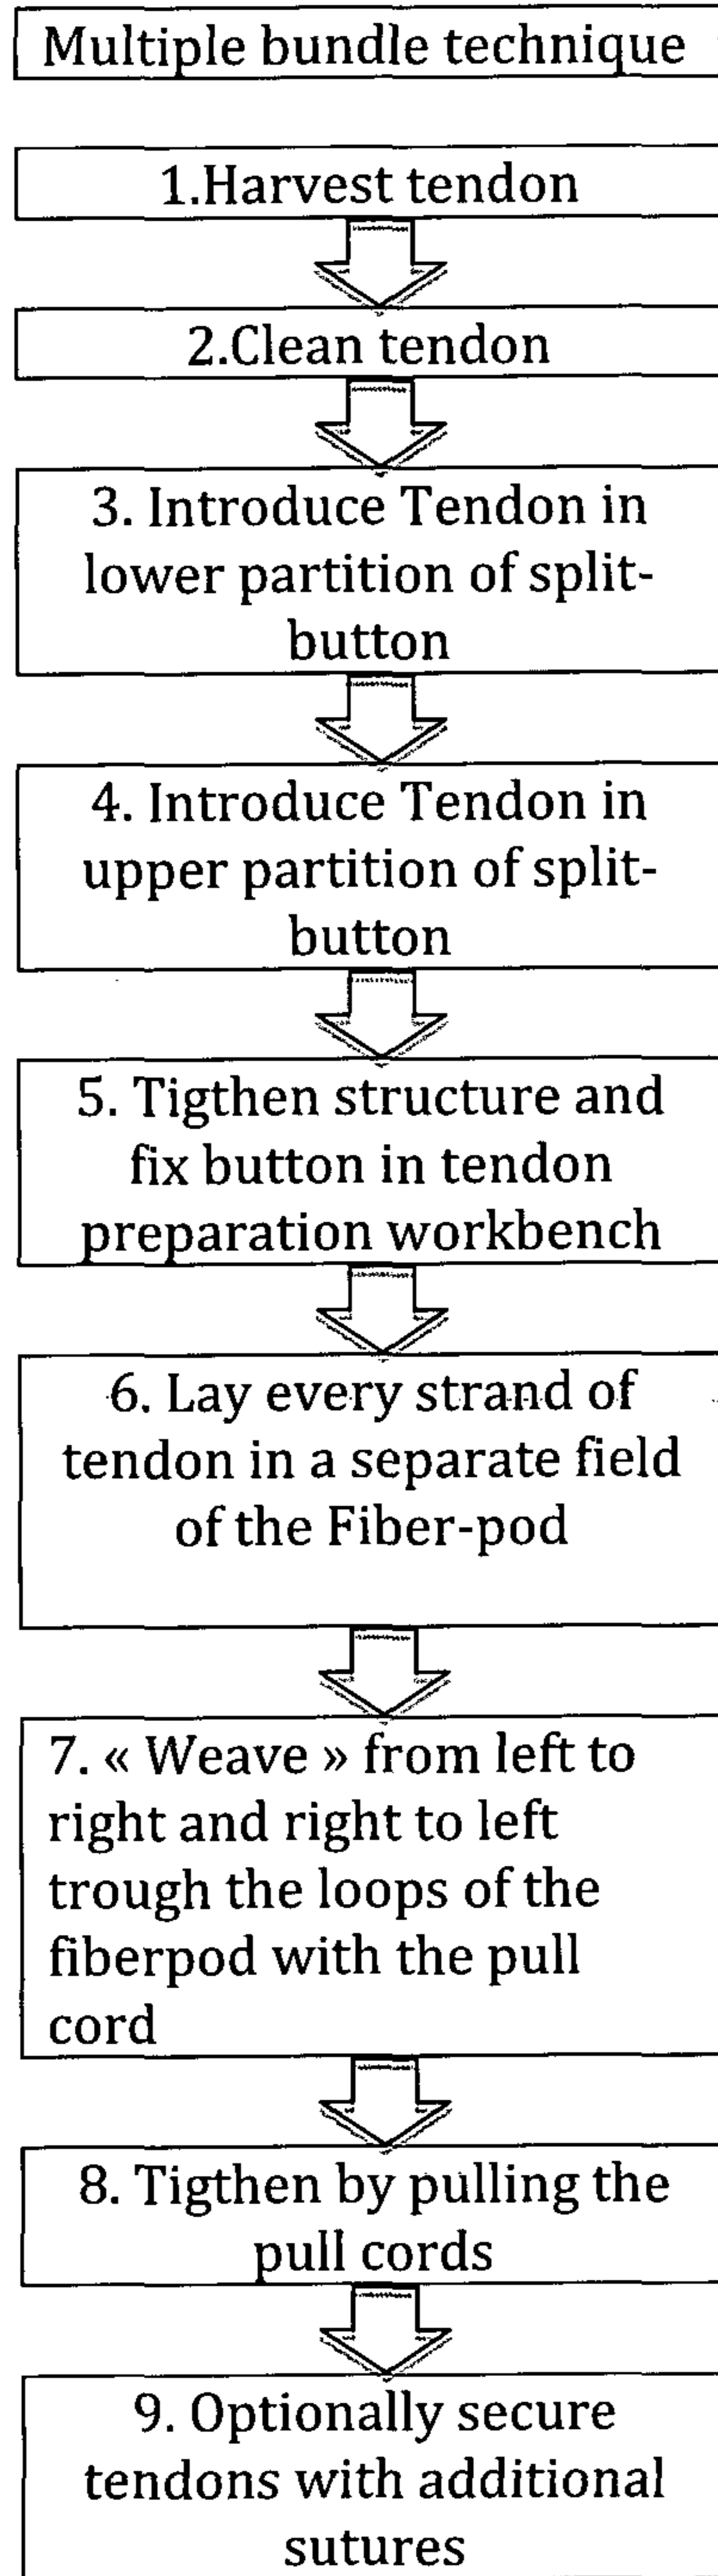 Multiple bundle technique
1.Harvest tendon
2.Clean tendon
3. Introduce Tendon in
lower partition of split-
button
4. Introduce Tendon in
upper partition of split-
button
5. Tigthen structure and
fix button in tendon
preparation workbench
6. Lay every strand of
tendon in a separate field
of the Fiber-pod
7. « Weave » from left to
right and right to left
trough the loops of the
fiberpod with the pull
cord
8. Tigthen by pulling the
pull cords
9. Optionally secure
tendons with additional
sutures